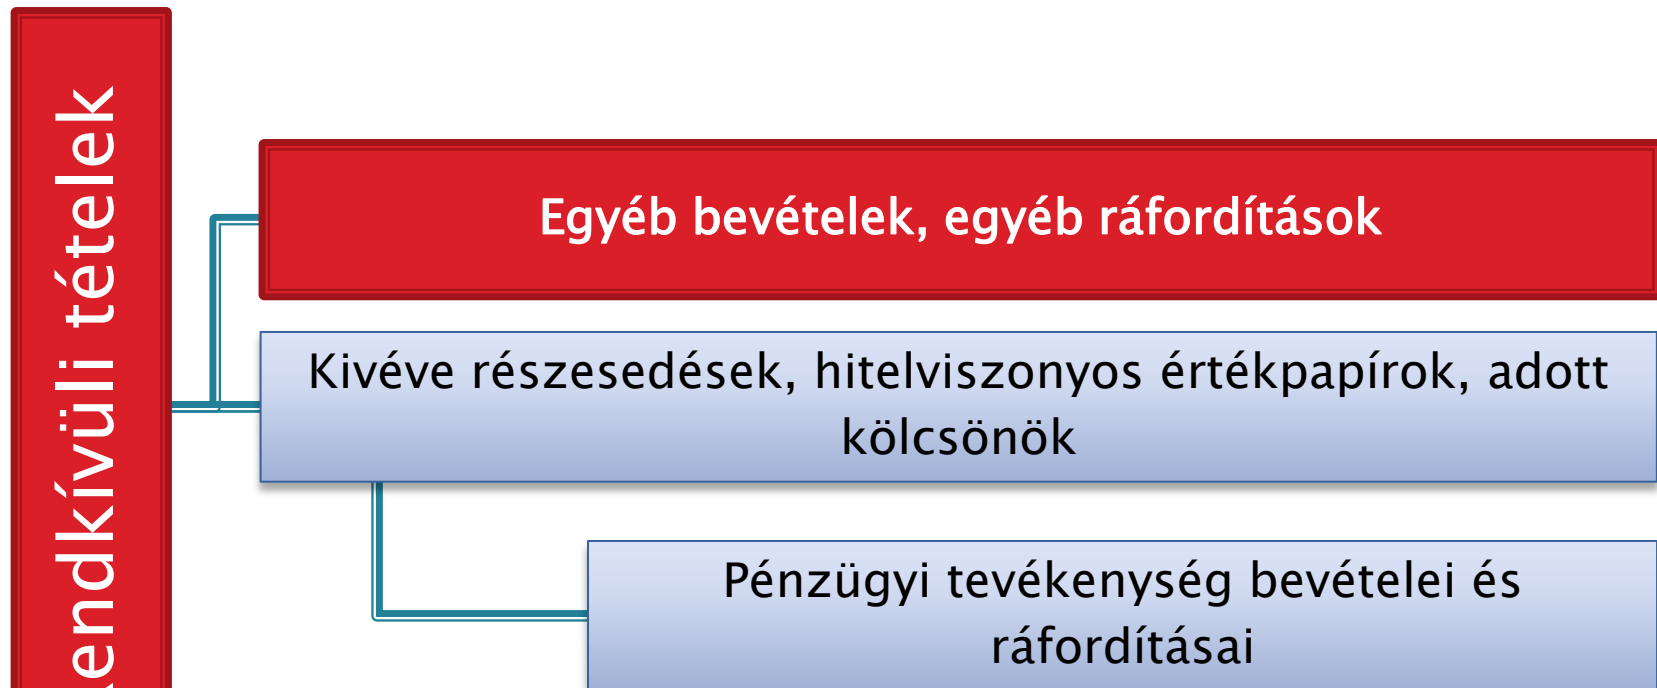 endkívüli tételek
Egyéb bevételek, egyéb ráfordítások
Kivéve részesedések, hitelviszonyos értékpapírok, adott
kölcsönök
Pénzügyi tevékenység bevételei és
ráfordításai